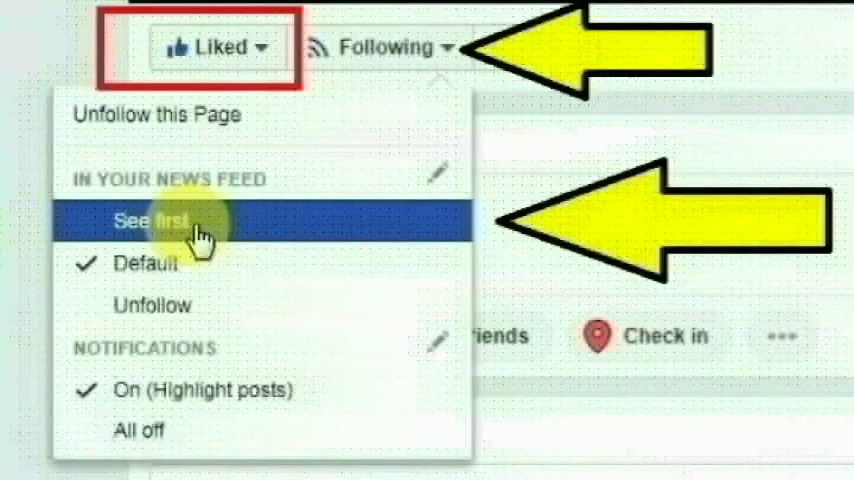 Liked Following
Unfollow this Page
IN YOUR NEWS FEED
See first
Default
Unfollow
riends Check in
NOTIFICATIONS
On (Highlight posts)
All off